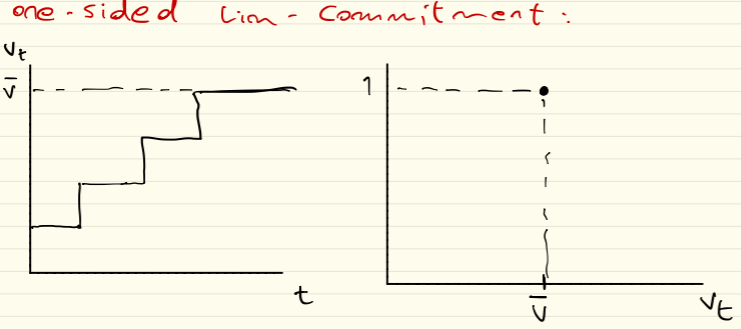 one-sided Lim-Commitment:
v_t
v̄
t
1
v̄
v_t